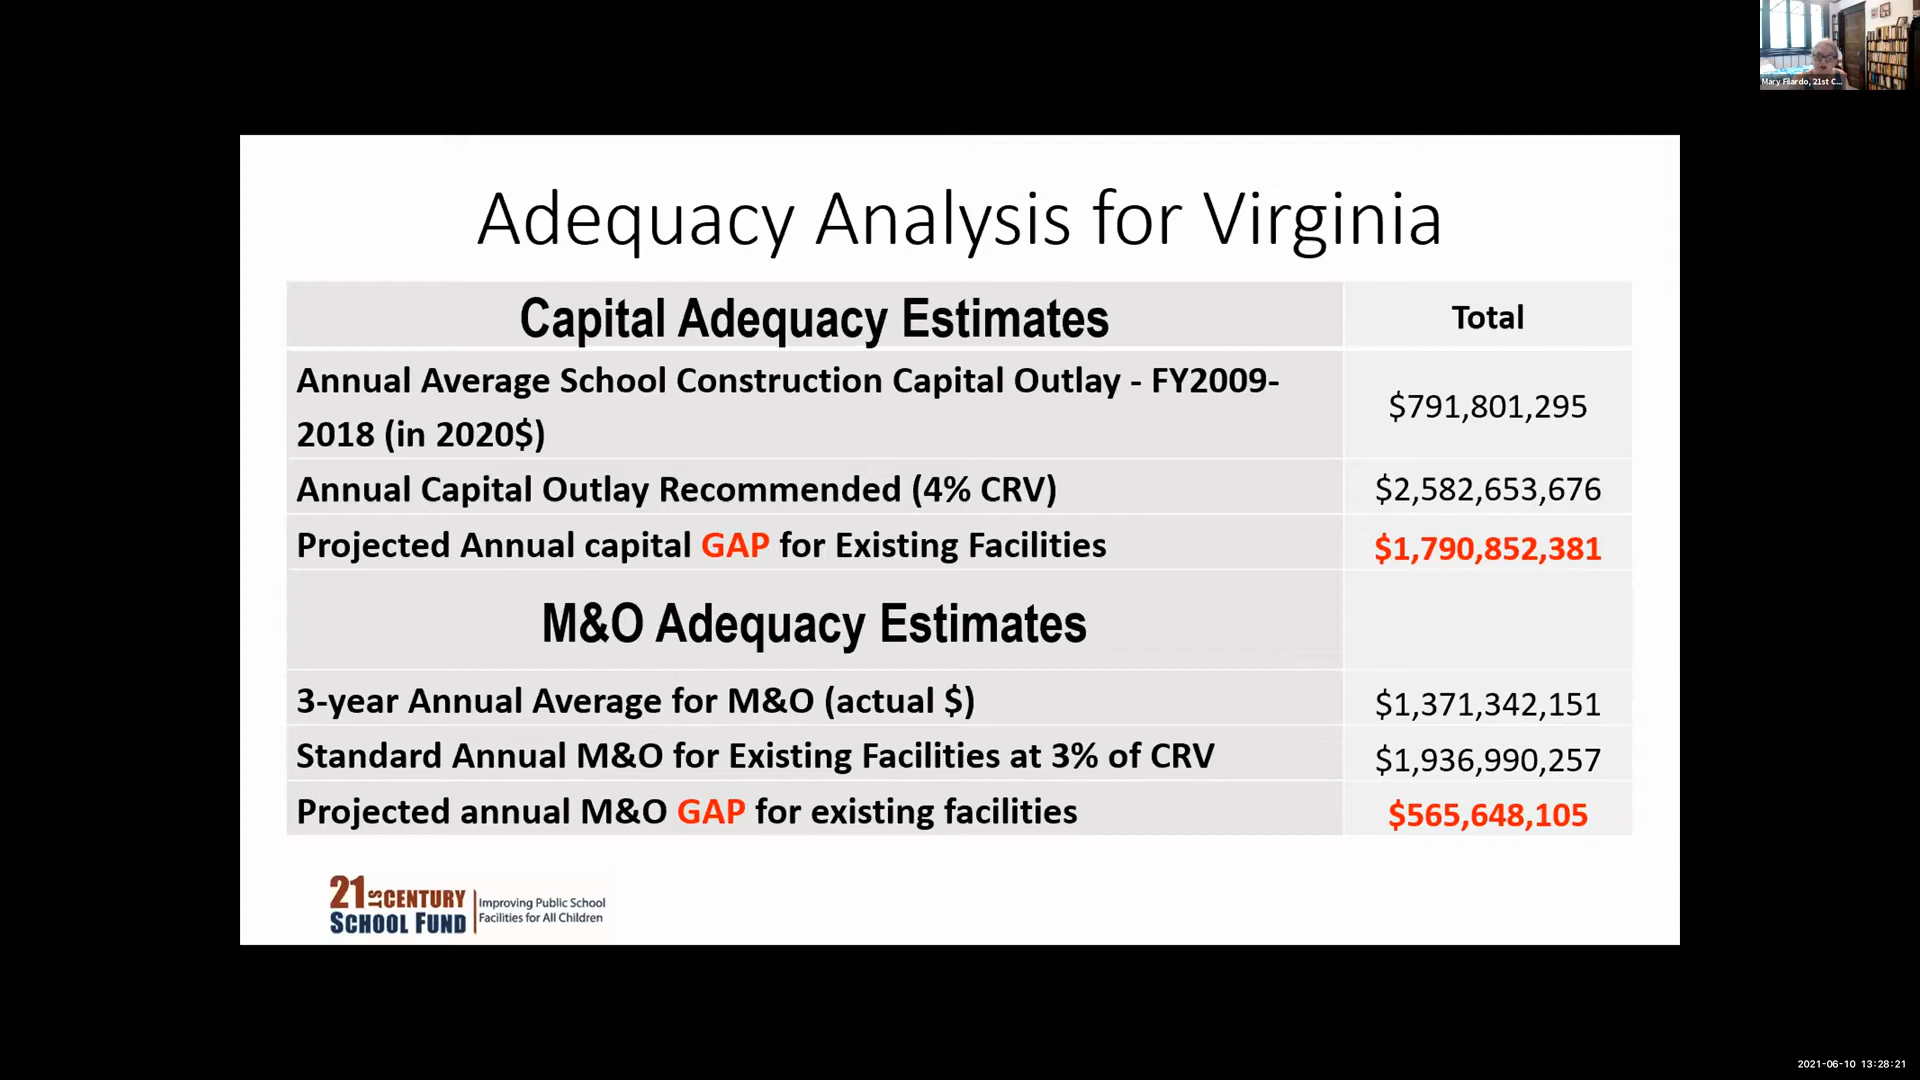 Mary Filardo, 21st C...
Adequacy Analysis for Virginia
Capital Adequacy Estimates
Total
Annual Average School Construction Capital Outlay - FY2009-
2018 (in 2020$)
$791,801,295
Annual Capital Outlay Recommended (4% CRV)
$2,582,653,676
Projected Annual capital GAP for Existing Facilities
$1,790,852,381
M&O Adequacy Estimates
3-year Annual Average for M&O (actual $)
$1,371,342,151
Standard Annual M&O for Existing Facilities at 3% of CRV
$1,936,990,257
Projected annual M&O GAP for existing facilities
$565,648,105
21ST CENTURY
SCHOOL FUND
Improving Public School
Facilities for All Children
2021-06-10 13:28:21